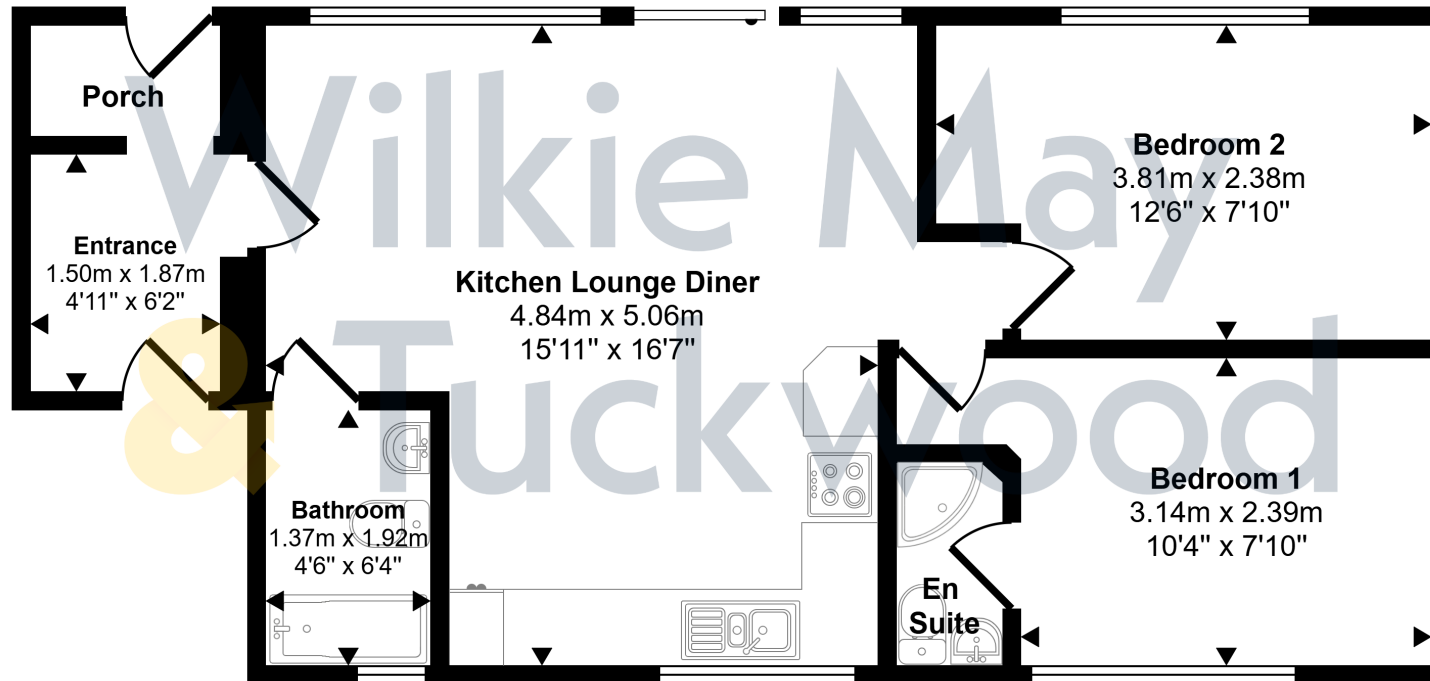 Wilkie May
& Tuckwood
Porch
Entrance
1.50m x 1.87m
4'11" x 6'2"
Kitchen Lounge Diner
4.84m x 5.06m
15'11" x 16'7"
Bedroom 2
3.81m x 2.38m
12'6" x 7'10"
Bathroom
1.37m x 1.92m
4'6" x 6'4"
En
Suite
Bedroom 1
3.14m x 2.39m
10'4" x 7'10"